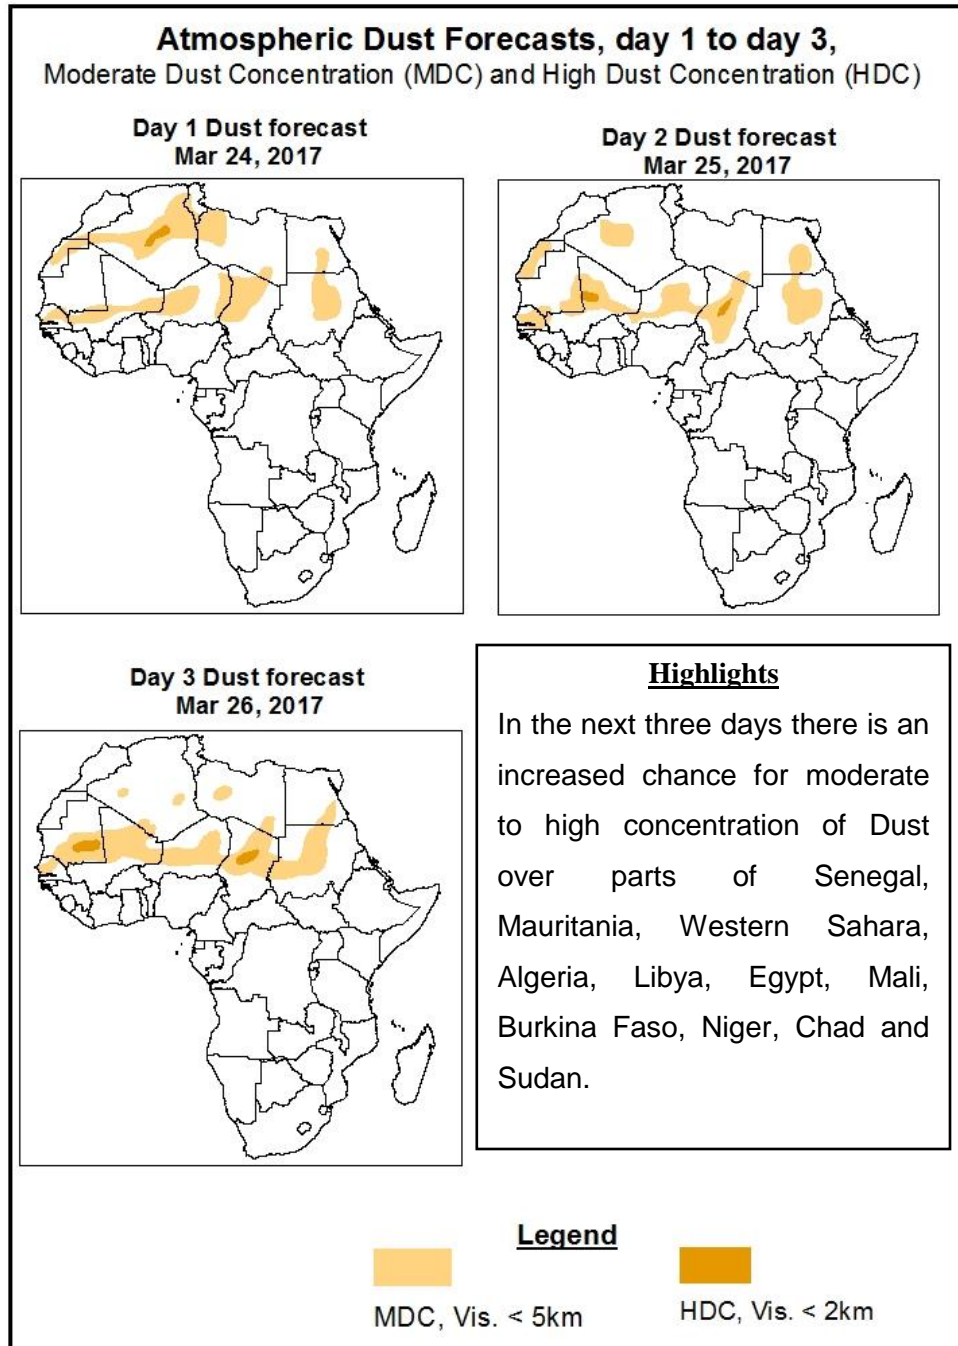 Atmospheric Dust Forecasts, day 1 to day 3,
Moderate Dust Concentration (MDC) and High Dust Concentration (HDC)
Day 1 Dust forecast
Mar 24, 2017
Day 2 Dust forecast
Mar 25, 2017
Day 3 Dust forecast
Mar 26, 2017
Highlights
In the next three days there is an
increased chance for moderate
to high concentration of Dust
over parts of Senegal,
Mauritania, Western Sahara,
Algeria, Libya, Egypt, Mali,
Burkina Faso, Niger, Chad and
Sudan.
Legend
MDC, Vis. < 5km
HDC, Vis. < 2km